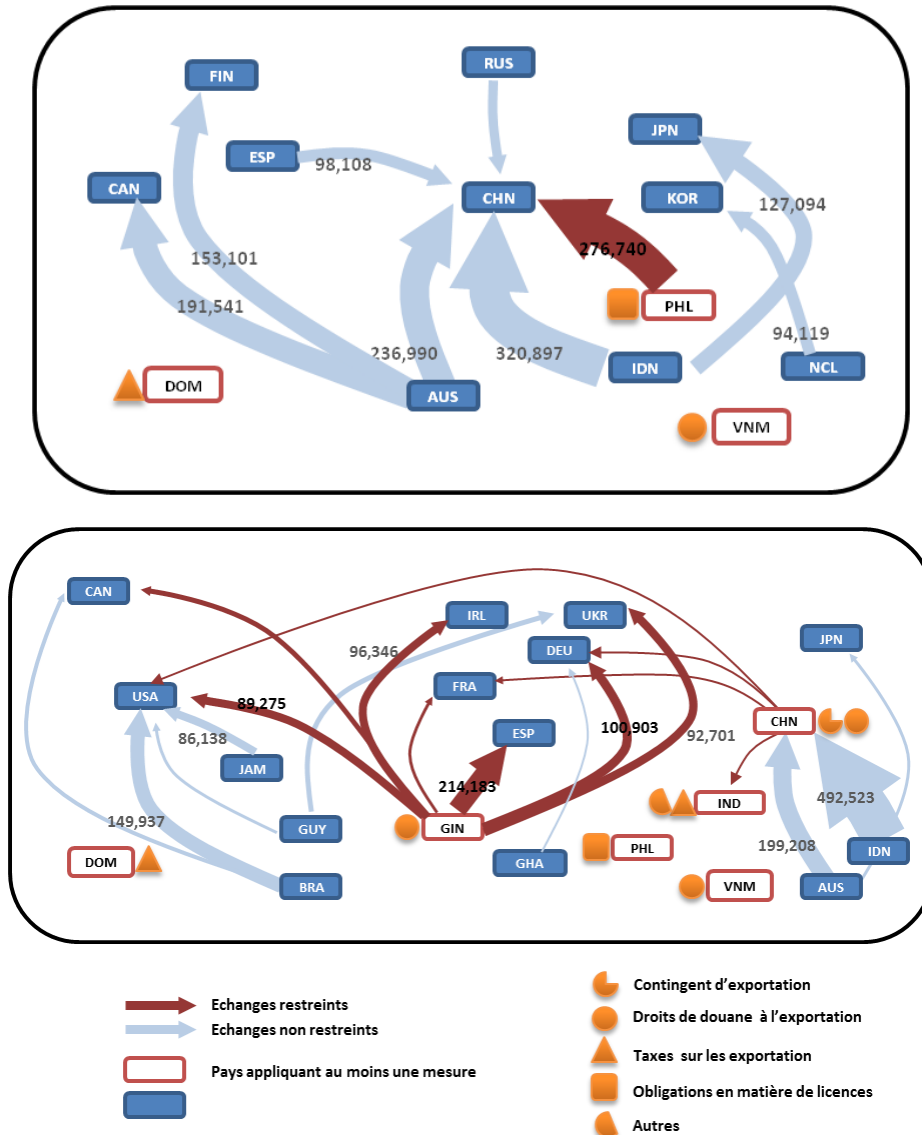 FIN
RUS
JPN
ESP
98,108
CAN
CHN
KOR
127,094
153,101
276,740
191,541
PHL
94,119
236,990
320,897
IDN
NCL
DOM
AUS
VNM
CAN
IRL
UKR
JPN
96,346
DEU
USA
89,275
FRA
CHN
86,138
ESP
100,903
92,701
JAM
214,183
IND
492,523
149,937
GUY
GIN
199,208
DOM
GHA
PHL
IDN
BRA
VNM
AUS
Echanges restreints
Echanges non restreints
Pays appliquant au moins une mesure
Contingent d’exportation
Droits de douane à l’exportation
Taxes sur les exportation
Obligations en matière de licences
Autres